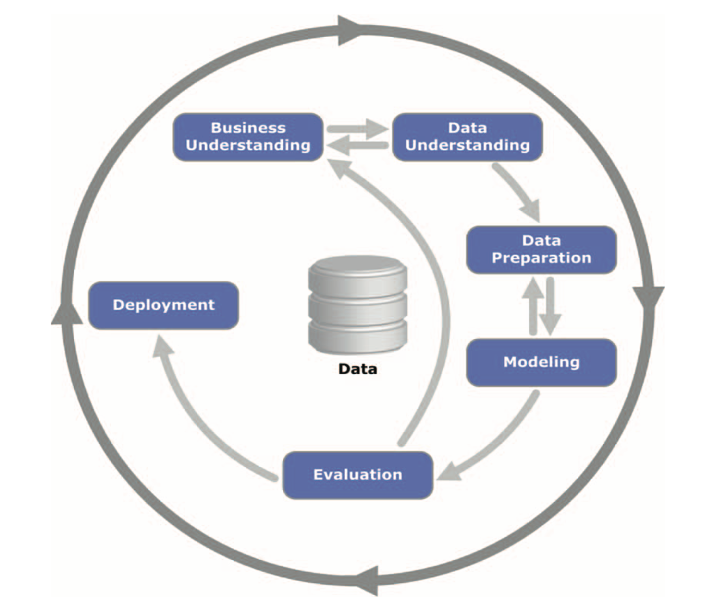 Business
Understanding
Data
Understanding
Data
Preparation
Deployment
Data
Modeling
Evaluation